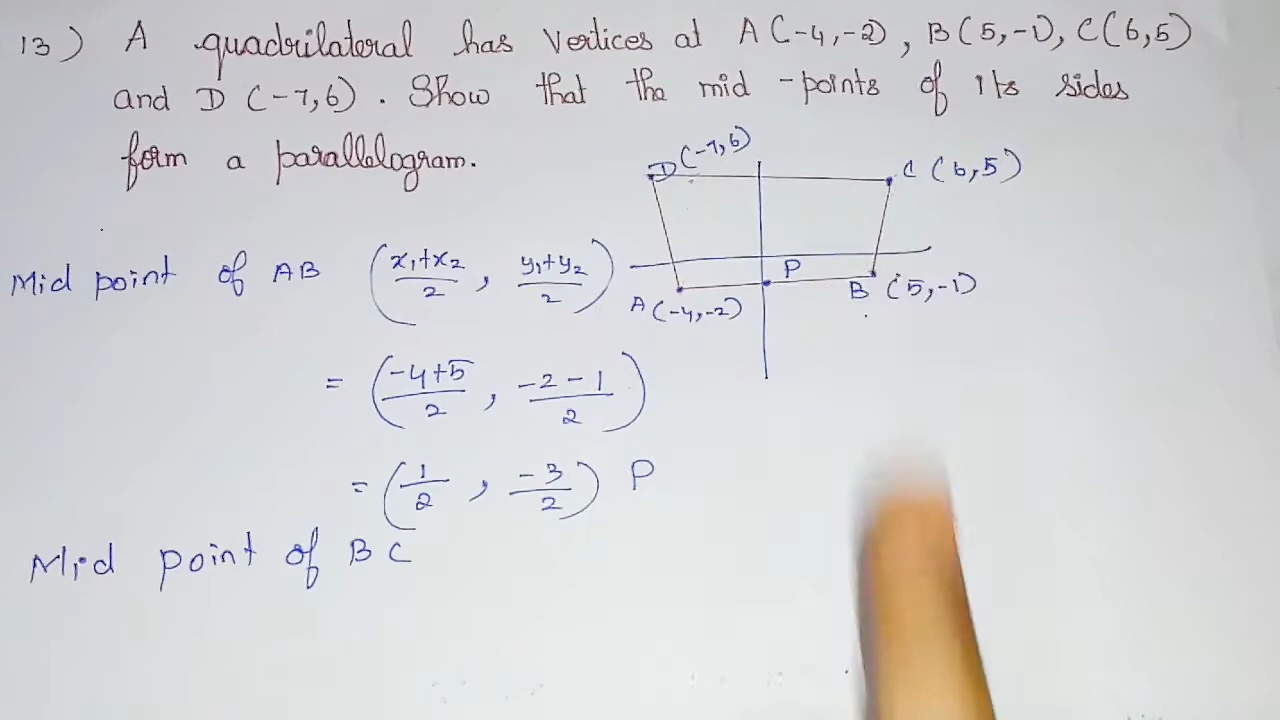 13) A quadrilateral has vertices at A(-4,-2), B(5,-1), C(6,5)
and D(-7,6). Show that the mid-points of its sides
form a parallelogram.
D(-7,6)
C (6,5)
Mid point of AB (x₁+x₂/2, y₁+y₂/2)
P
A(-4,-2)
B (5,-1)
= (-4+5/2, -2-1/2)
= (1/2, -3/2) P
Mid point of BC